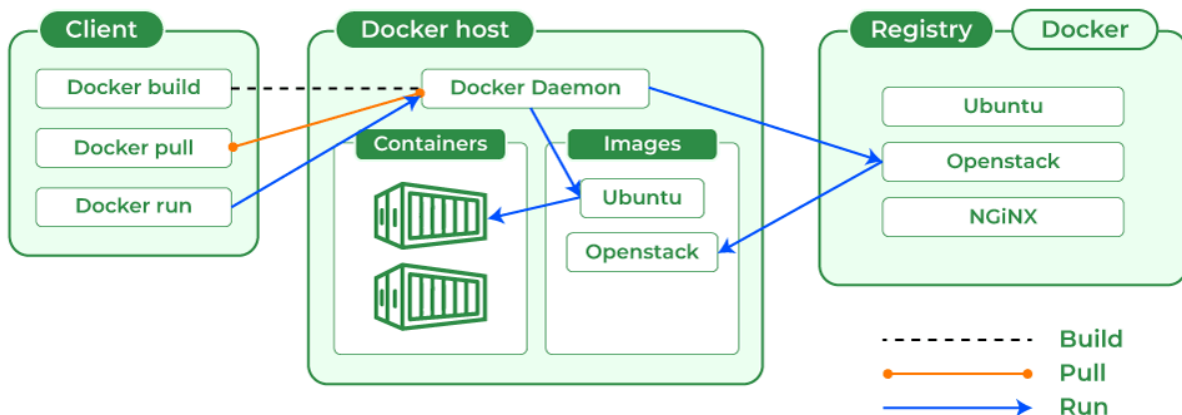 Client
Docker build
Docker pull
Docker run
Docker host
Docker Daemon
Containers
Images
Ubuntu
Openstack
Registry
Docker
Ubuntu
Openstack
NGiNX
Build
Pull
Run